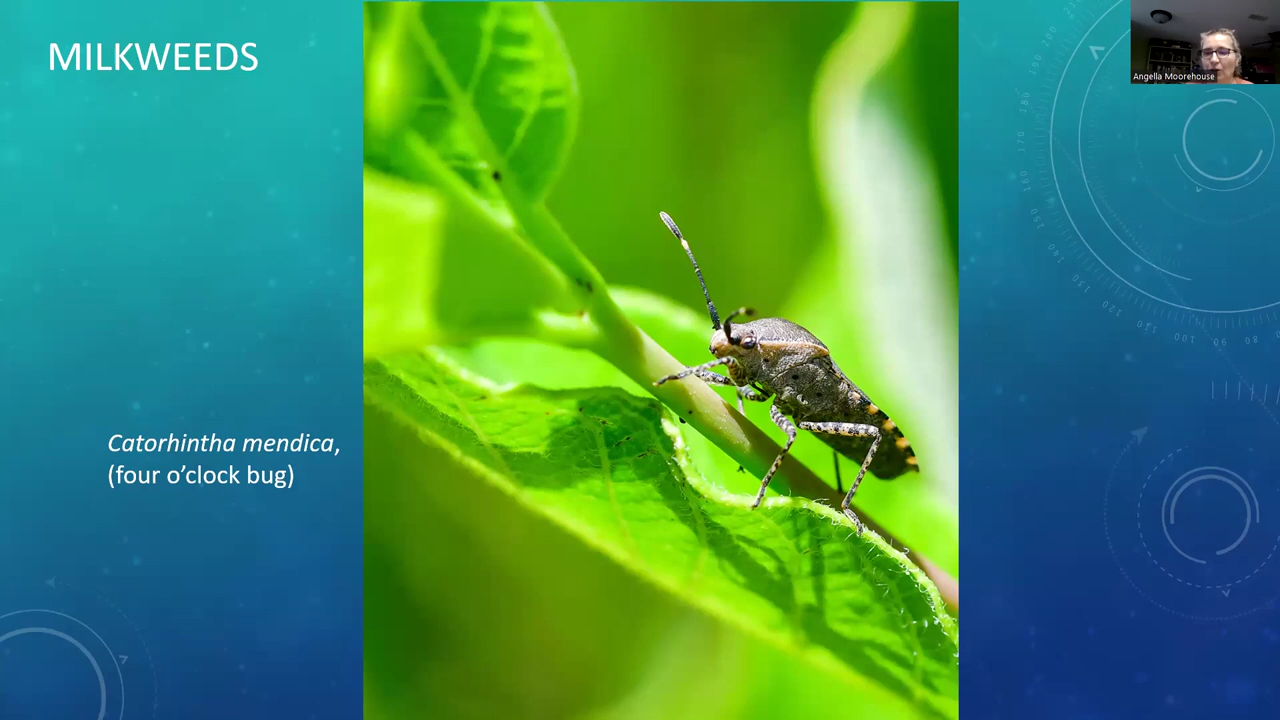 MILKWEEDS
Angella Moorehouse
Catorhintha mendica,
(four o'clock bug)